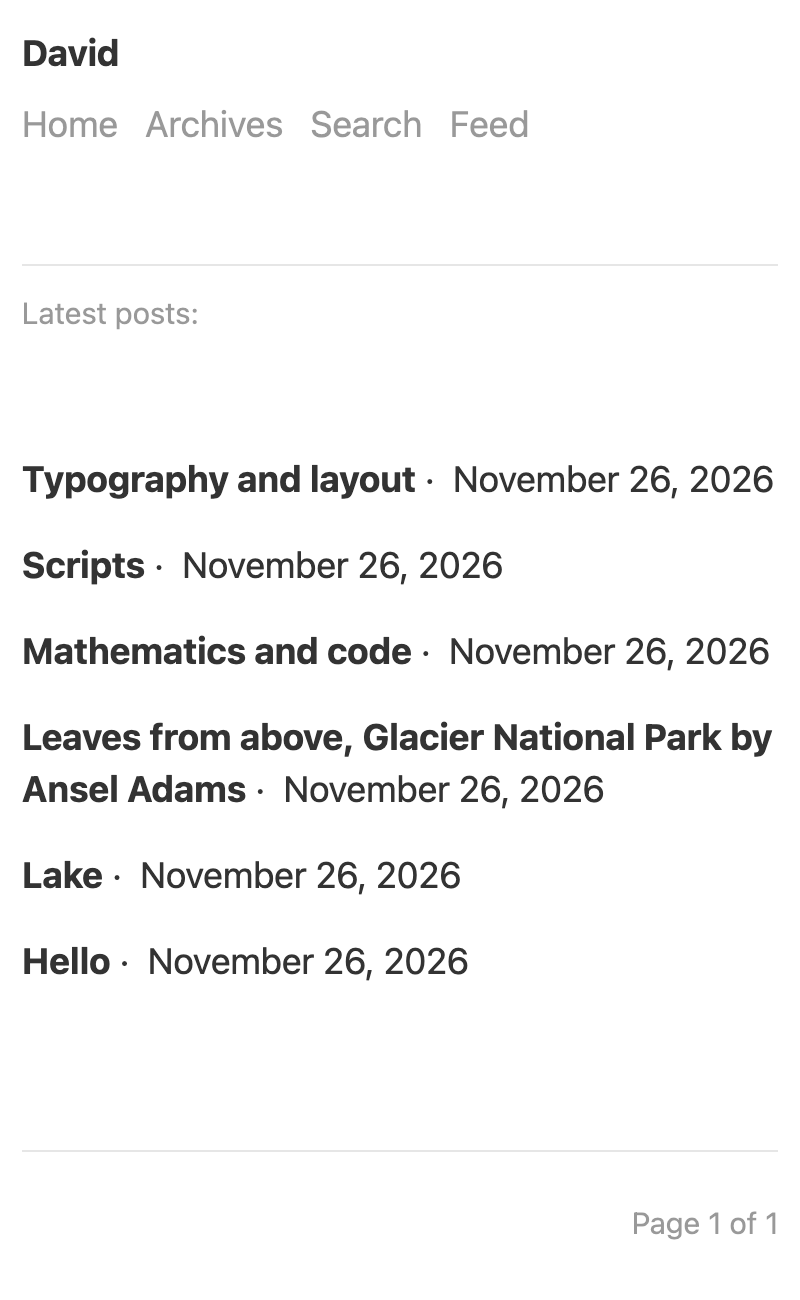 David
Home Archives Search Feed
Latest posts:
Typography and layout · November 26, 2026
Scripts · November 26, 2026
Mathematics and code · November 26, 2026
Leaves from above, Glacier National Park by
Ansel Adams · November 26, 2026
Lake · November 26, 2026
Hello · November 26, 2026
Page 1 of 1